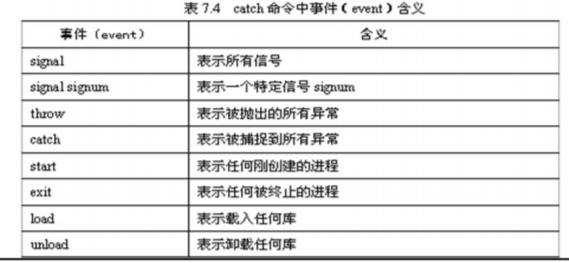 表 7.4 catch 命令中事件（event）含义
事件（event） 含义
signal 表示所有信号
signal signum 表示一个特定信号 signum
throw 表示被抛出的所有异常
catch 表示被捕捉到所有异常
start 表示任何刚创建的进程
exit 表示任何被终止的进程
load 表示载入任何库
unload 表示卸载任何库